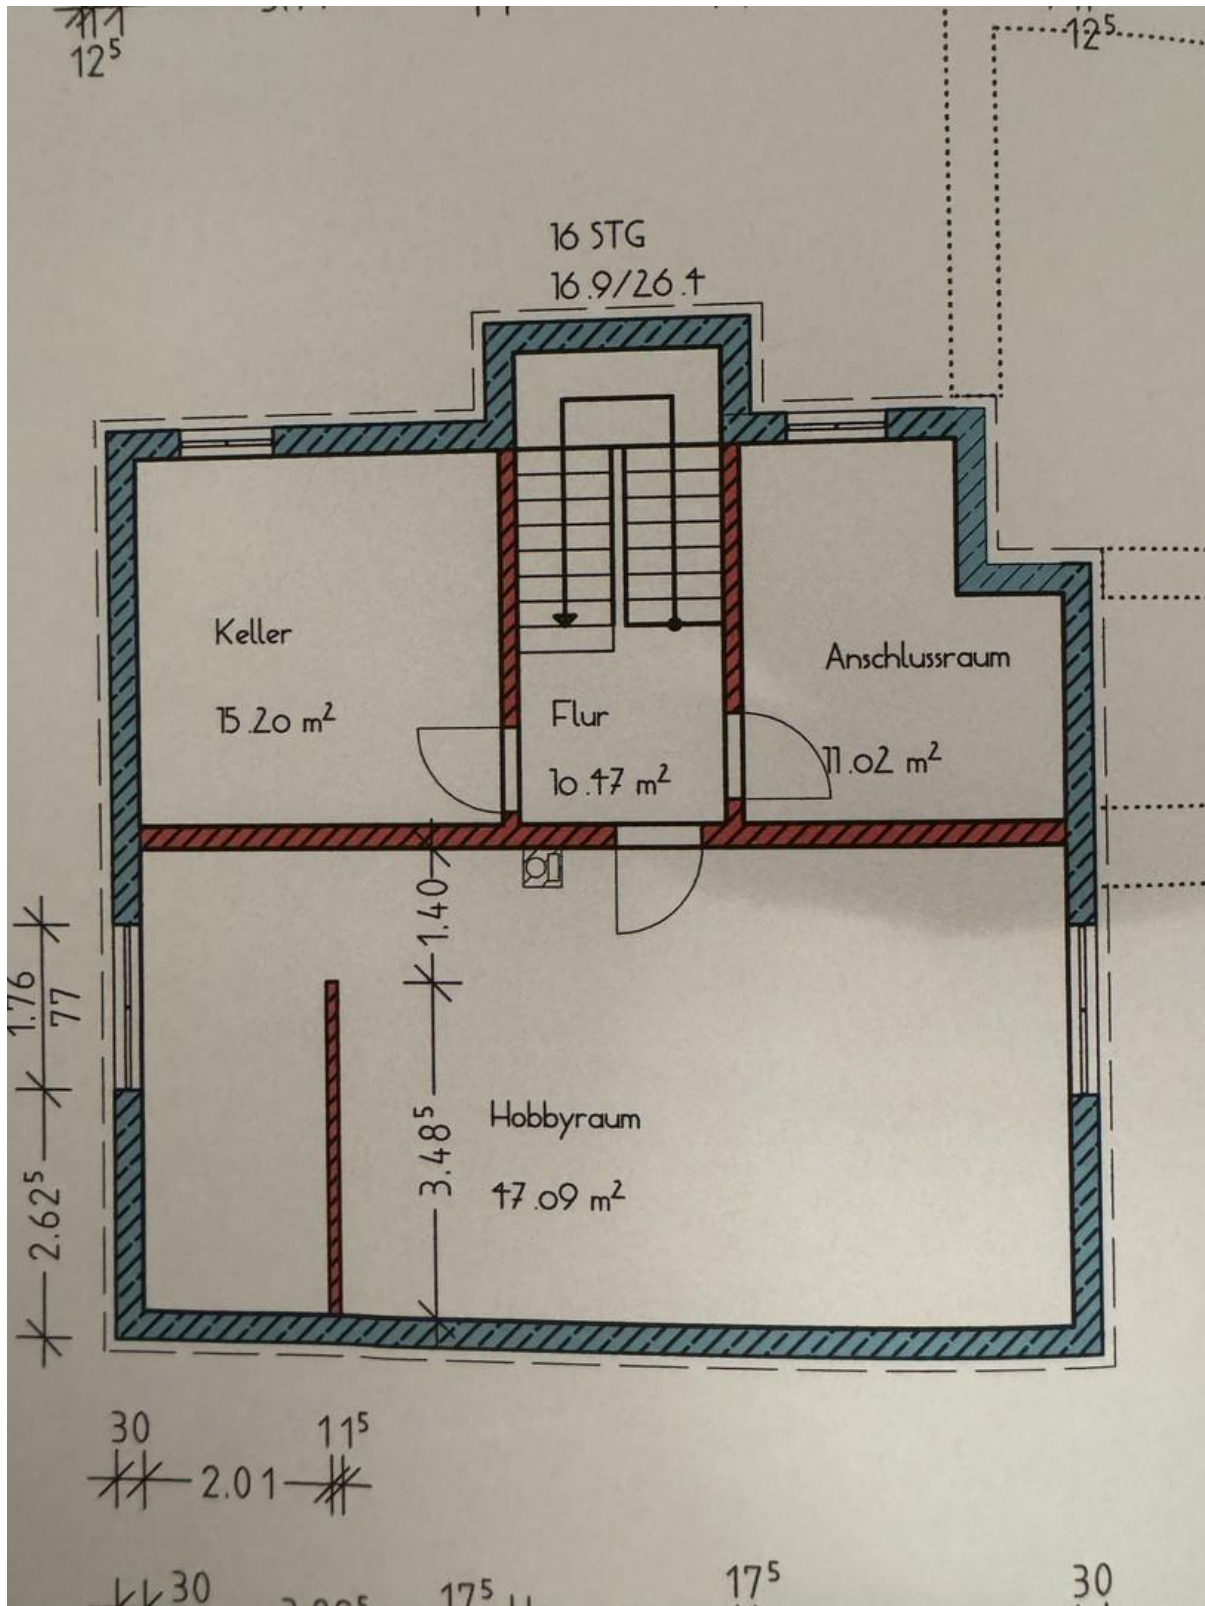 12⁵
12⁵
16 STG
16.9/26.4
Keller
15.20 m²
Flur
10.47 m²
Anschlussraum
11.02 m²
1.40
1.76
77
Hobbyraum
47.09 m²
3.48⁵
2.62⁵
30
11⁵
2.01
30
17⁵
17⁵
30